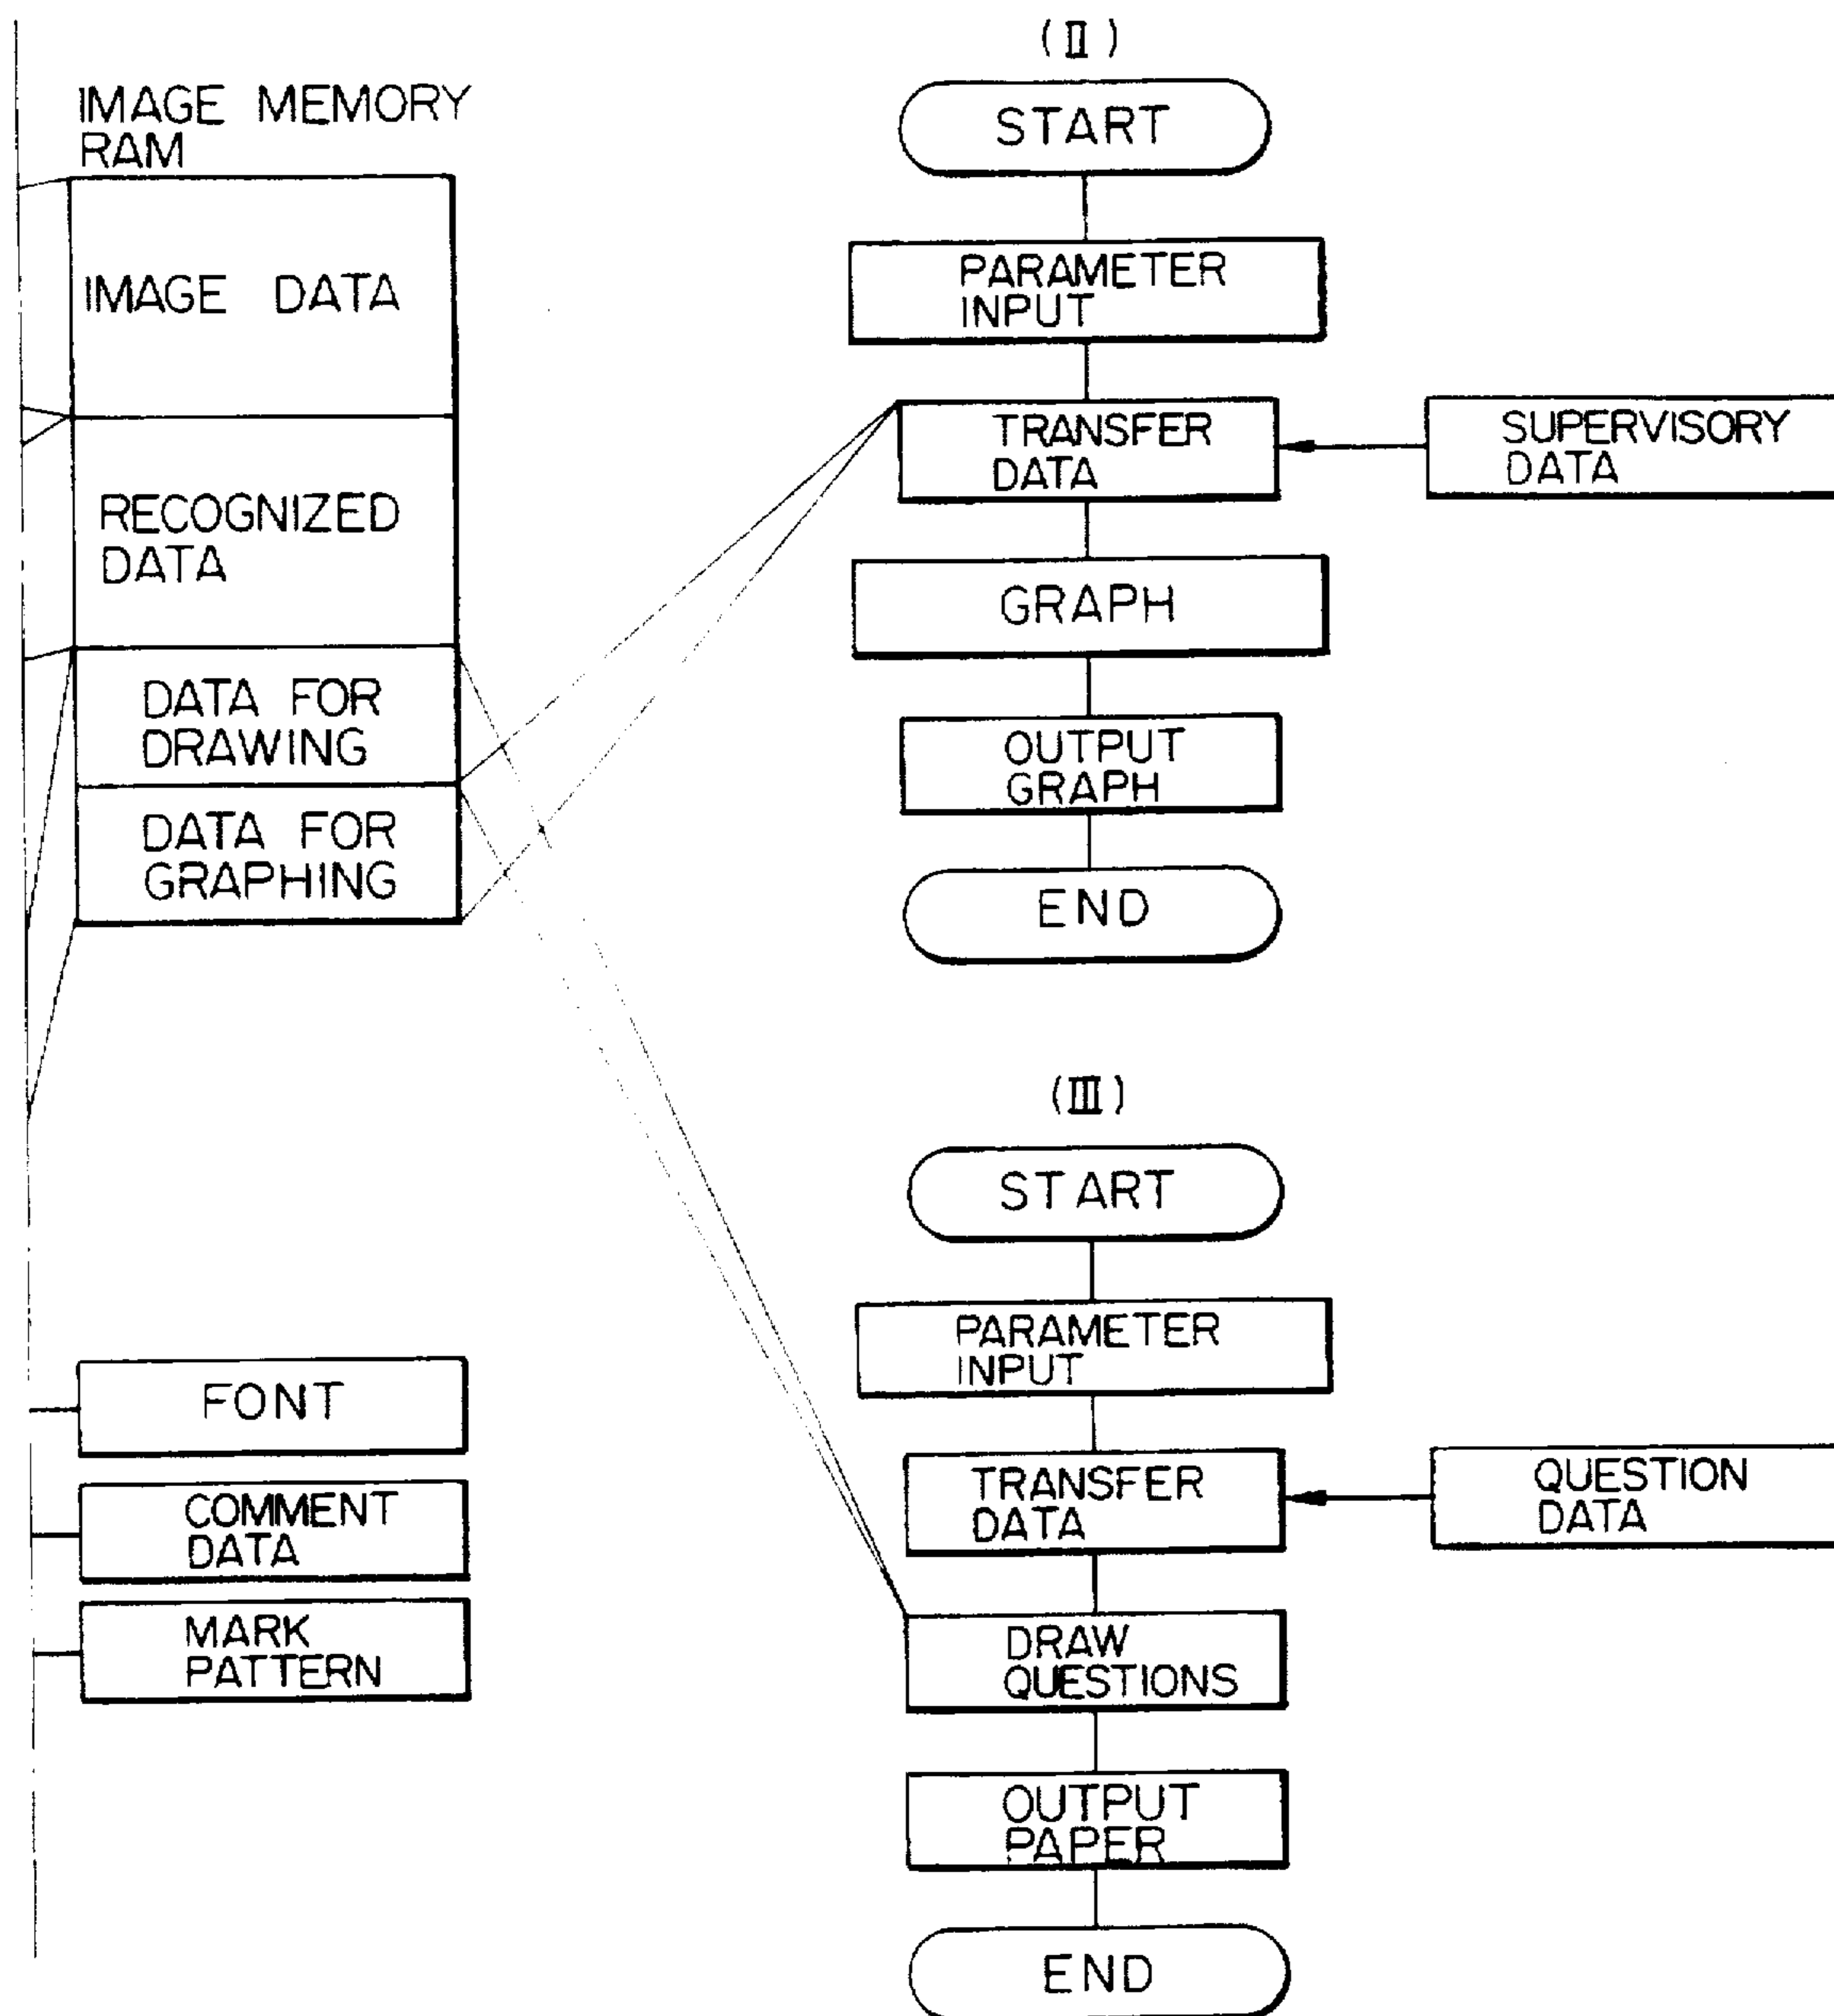 IMAGE MEMORY
RAM
IMAGE DATA
RECOGNIZED
DATA
DATA FOR
DRAWING
DATA FOR
GRAPHING
FONT
COMMENT
DATA
MARK
PATTERN
(II)
START
PARAMETER
INPUT
TRANSFER
DATA
SUPERVISORY
DATA
GRAPH
OUTPUT
GRAPH
END
(III)
START
PARAMETER
INPUT
TRANSFER
DATA
QUESTION
DATA
DRAW
QUESTIONS
OUTPUT
PAPER
END